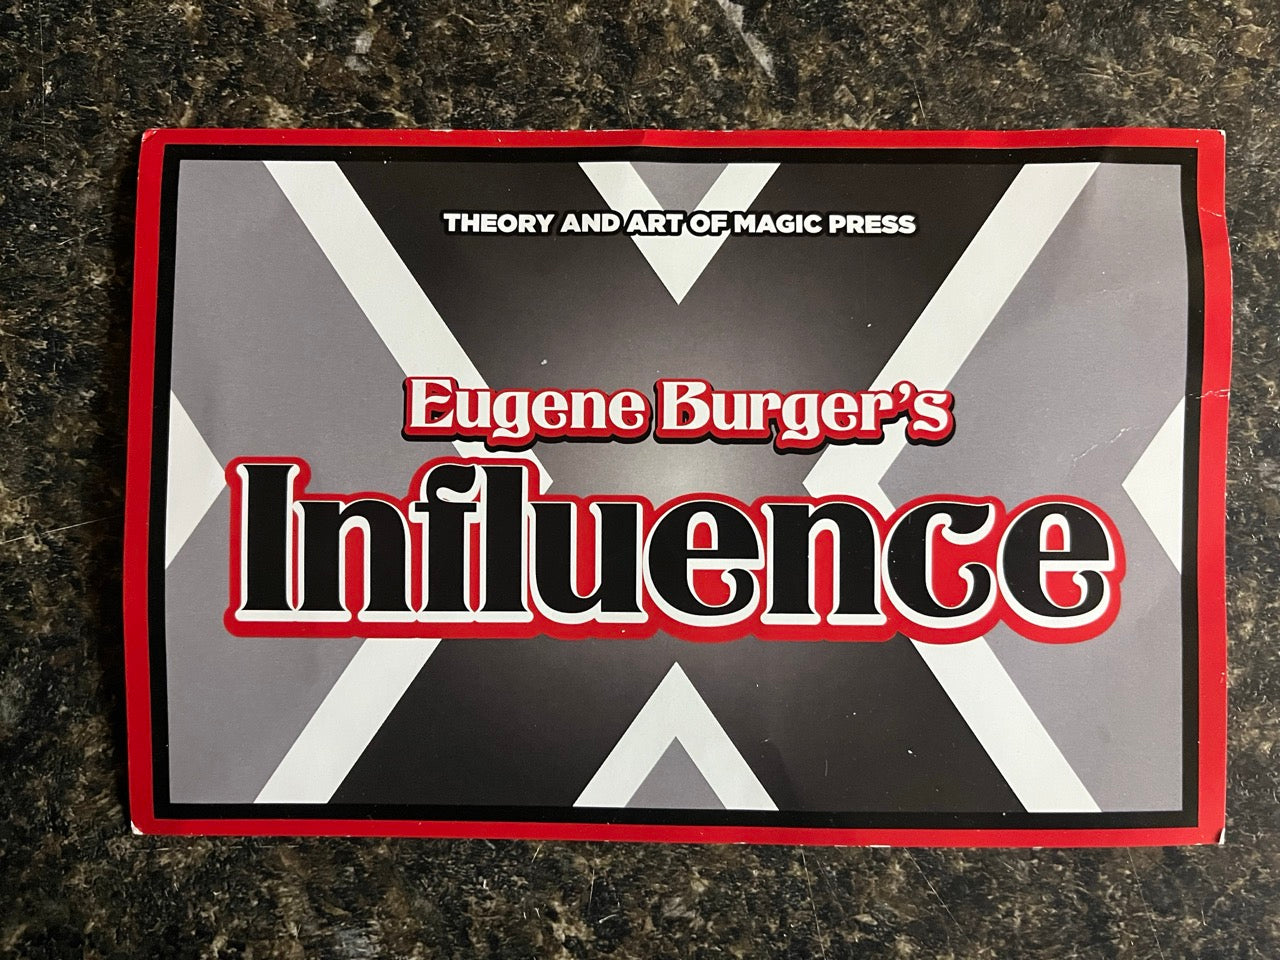 THEORY AND ART OF MAGIC PRESS
Eugene Burger's
Influence